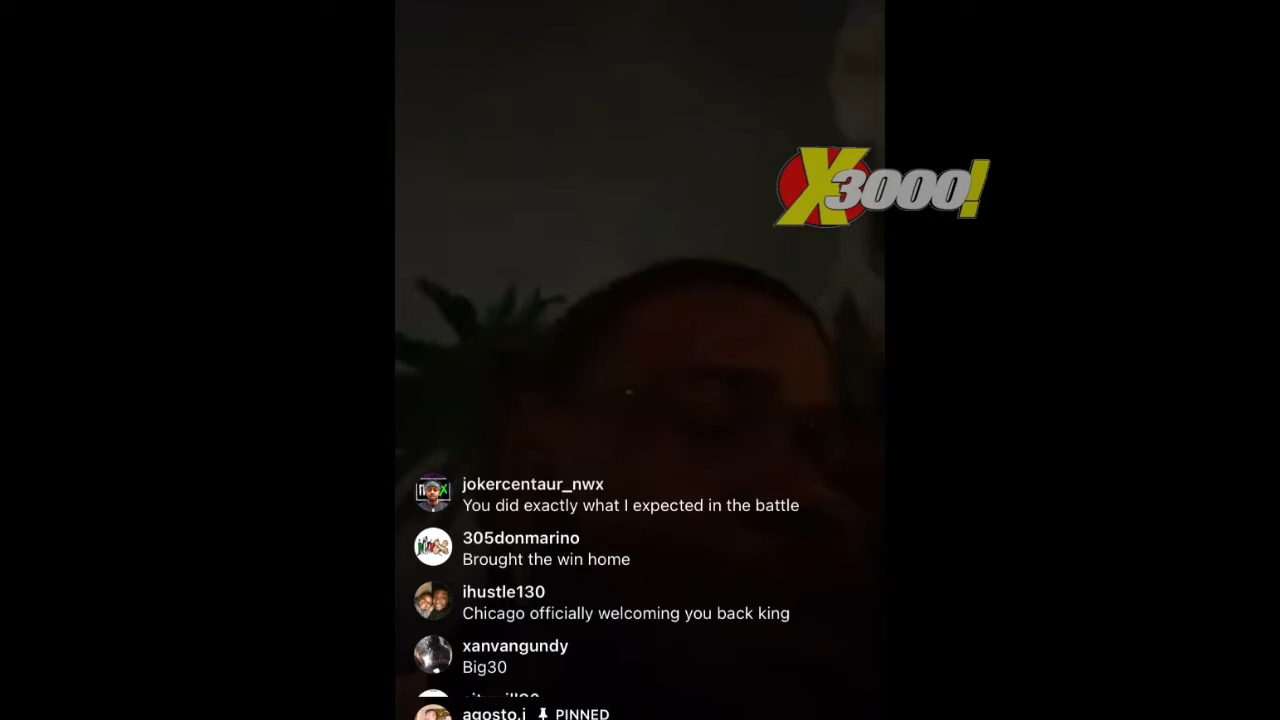 X3000!
jokercentaur_nwx
You did exactly what I expected in the battle
305donmarino
Brought the win home
ihustle130
Chicago officially welcoming you back king
xanvangundy
Big30
agosto.j PINNED